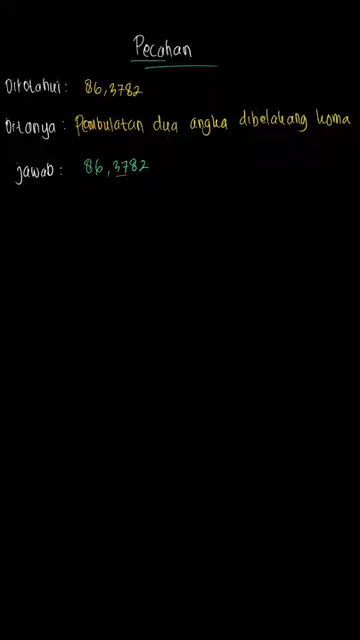 Pecahan
Diketahui: 86,3782
Ditanya: Pembulatan dua angka dibelakang koma
jawab: 86,3782